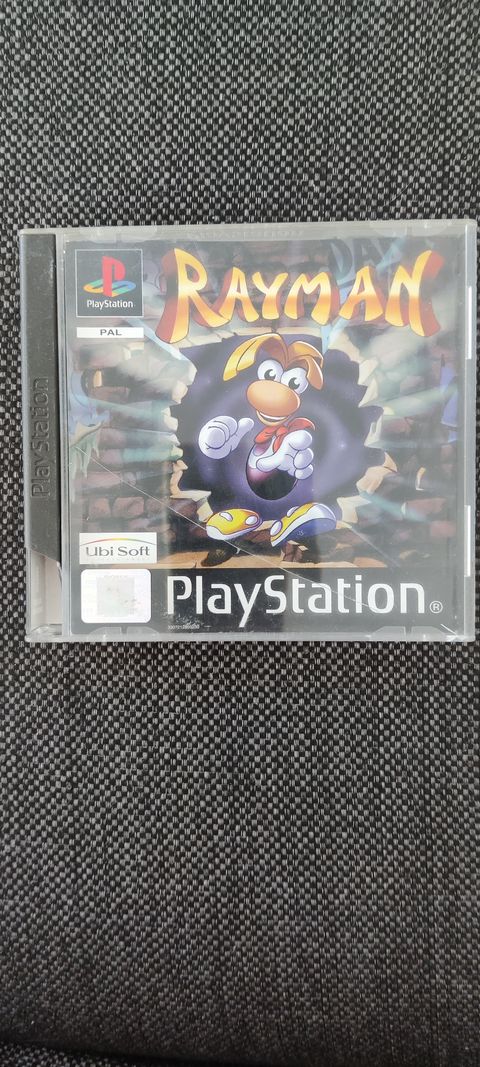 RAYMAN
PlayStation
PAL
PlayStation
Ubi Soft
PlayStation®